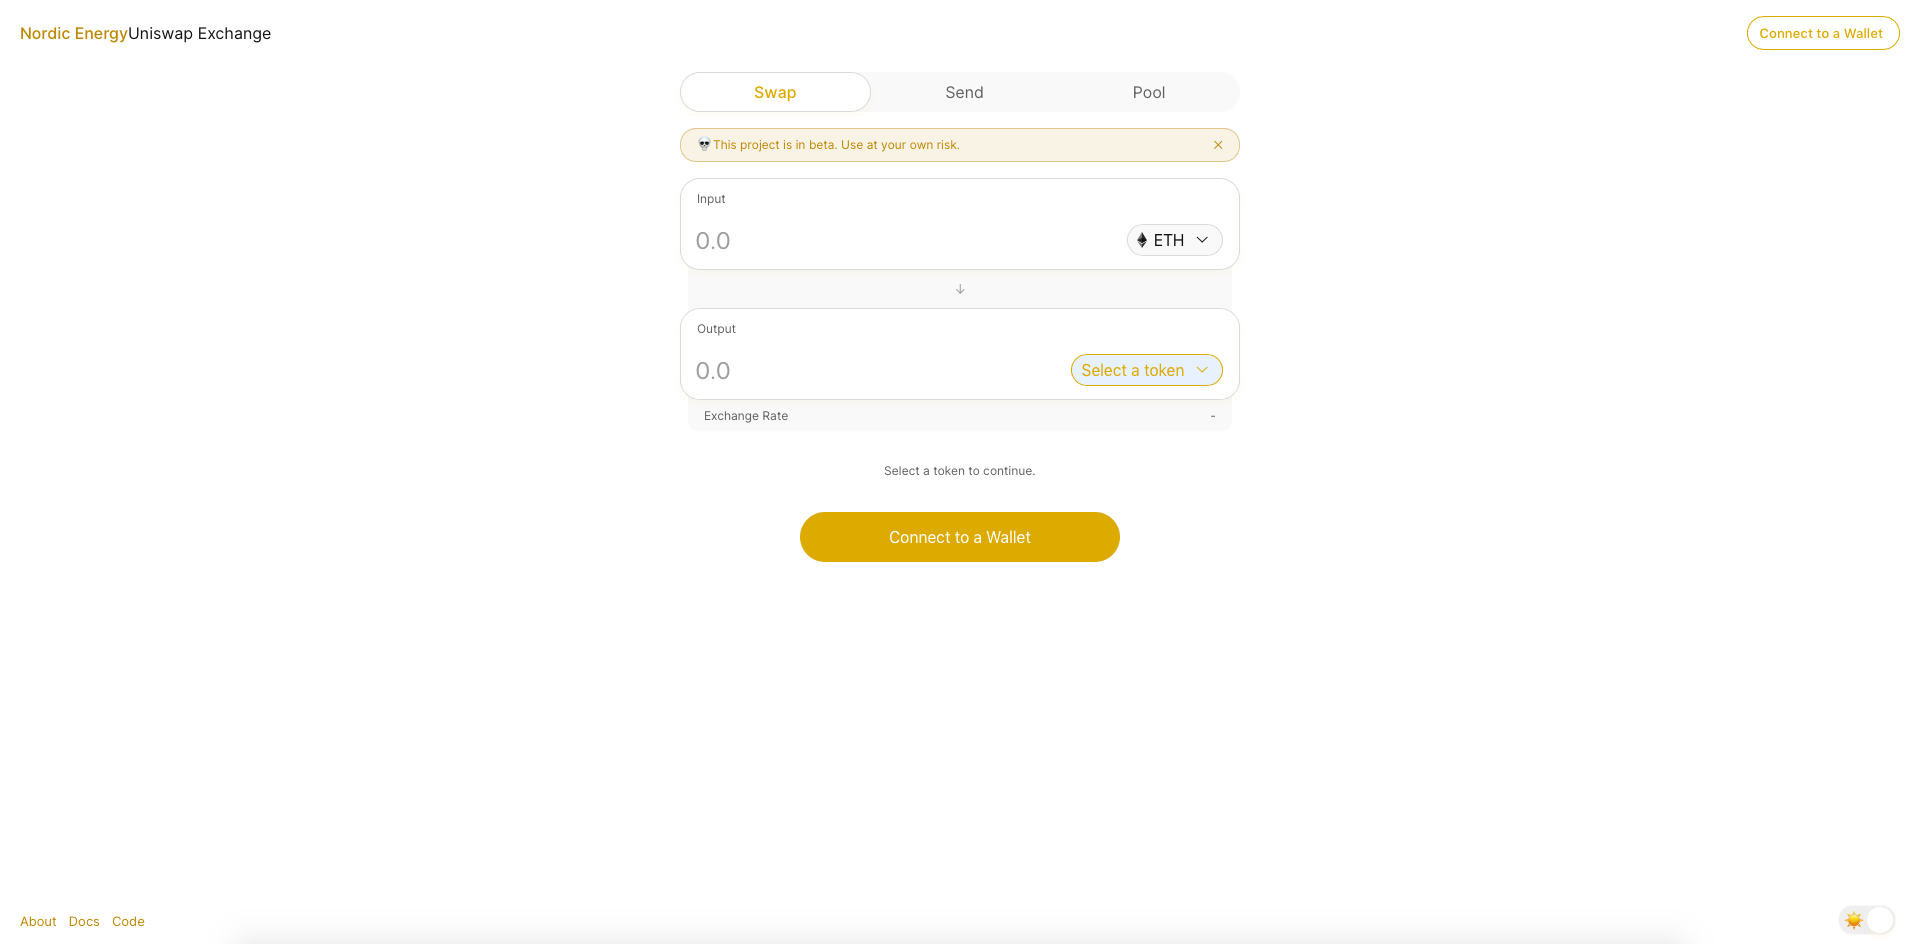 Nordic EnergyUniswap Exchange
Connect to a Wallet
Swap
Send
Pool
💀This project is in beta. Use at your own risk.
Input
0.0
ETH
Output
0.0
Select a token
Exchange Rate
-
Select a token to continue.
Connect to a Wallet
About
Docs
Code